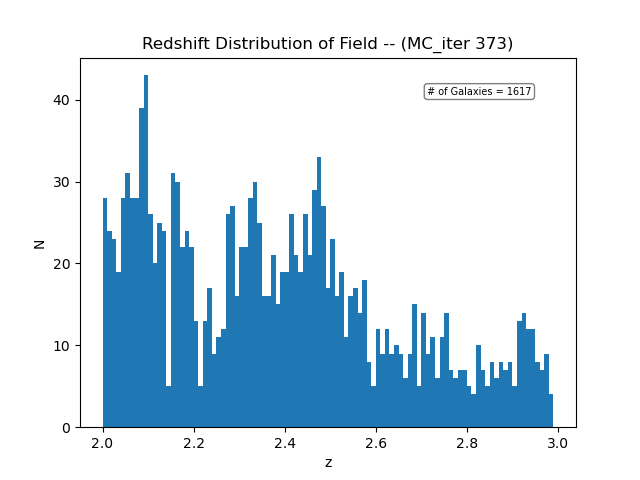 Redshift Distribution of Field -- (MC_iter 373)
# of Galaxies = 1617
40
30
20
10
0
N
2.0 2.2 2.4 2.6 2.8 3.0
z